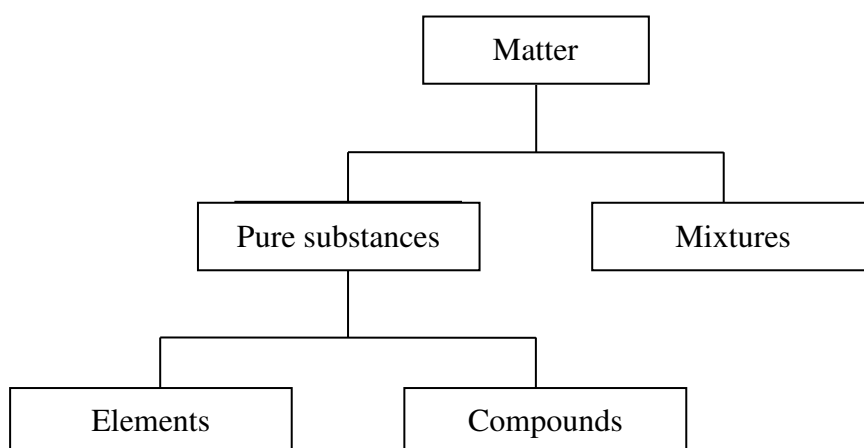 Matter
Pure substances
Mixtures
Elements
Compounds